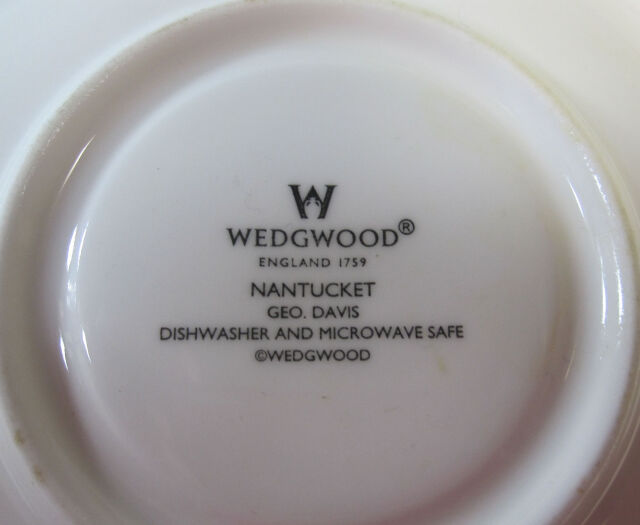 W
WEDGWOOD®
ENGLAND 1759
NANTUCKET
GEO. DAVIS
DISHWASHER AND MICROWAVE SAFE
©WEDGWOOD